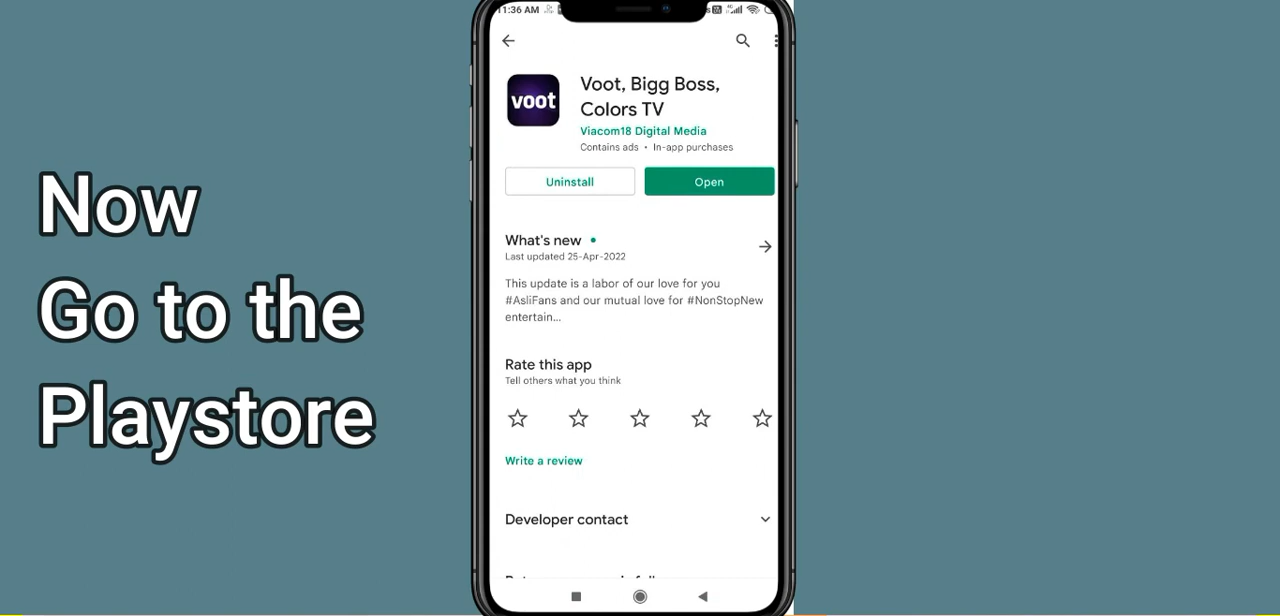 Now
Go to the
Playstore
11:36 AM
voot
Voot, Bigg Boss,
Colors TV
Viacom18 Digital Media
Contains ads • In-app purchases
Uninstall
Open
What's new •
Last updated 25-Apr-2022
This update is a labor of our love for you
#AsliFans and our mutual love for #NonStopNew
entertain...
Rate this app
Tell others what you think
Write a review
Developer contact